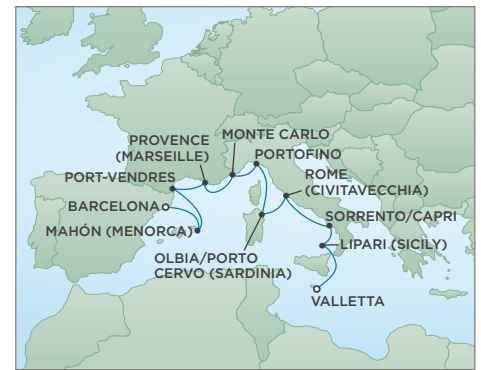 MONTE CARLO
PROVENCE
(MARSEILLE)
PORTOFINO
PORT-VENDRES
ROME
(CIVITAVECCHIA)
BARCELONA
SORRENTO/CAPRI
MAHÓN (MENORCA)
LIPARI (SICILY)
OLBIA/PORTO
CERVO (SARDINIA)
VALLETTA